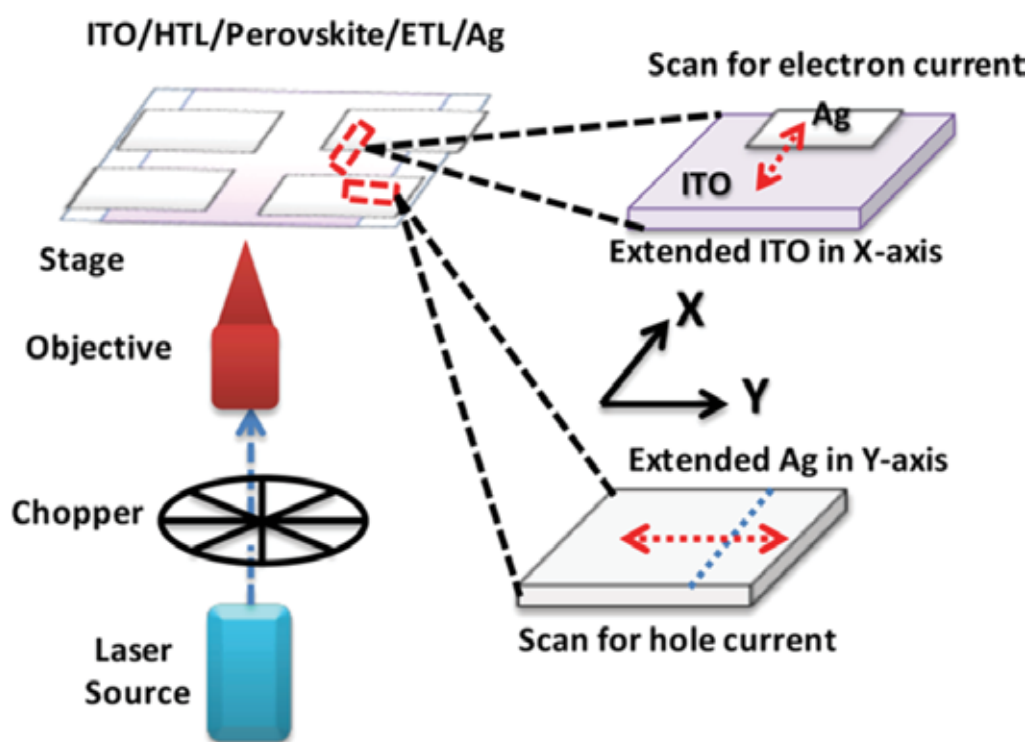 ITO/HTL/Perovskite/ETL/Ag
Scan for electron current
Ag
ITO
Extended ITO in X-axis
Stage
Objective
X
Y
Extended Ag in Y-axis
Chopper
Scan for hole current
Laser
Source